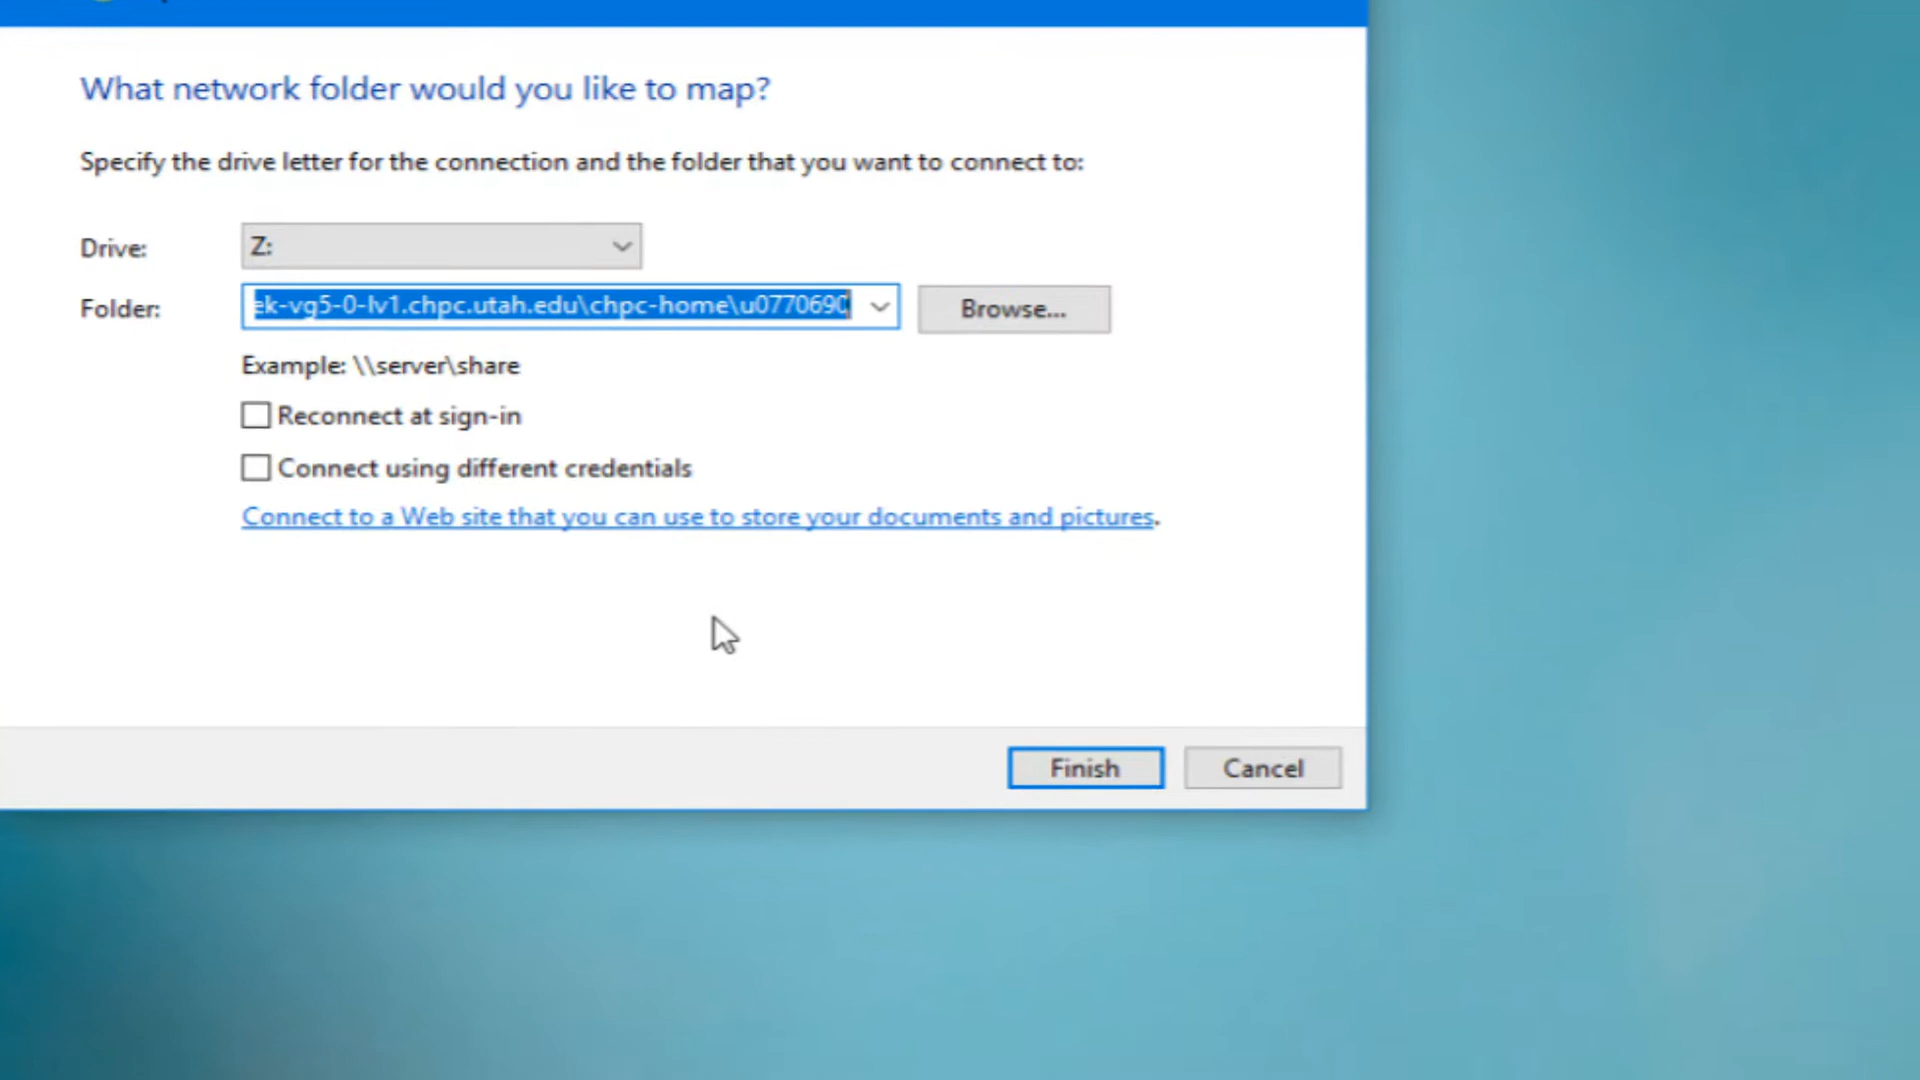 What network folder would you like to map?
Specify the drive letter for the connection and the folder that you want to connect to:
Drive:
Z:
Folder:
ek-vg5-0-lv1.chpc.utah.edu\chpc-home\u0770690
Browse...
Example: \\server\share
Reconnect at sign-in
Connect using different credentials
Connect to a Web site that you can use to store your documents and pictures.
Finish
Cancel